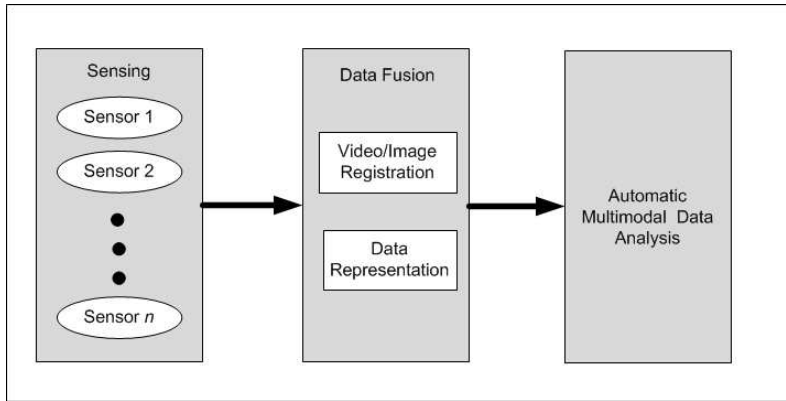 Sensing
Sensor 1
Sensor 2
Sensor n
Data Fusion
Video/Image
Registration
Data
Representation
Automatic
Multimodal Data
Analysis